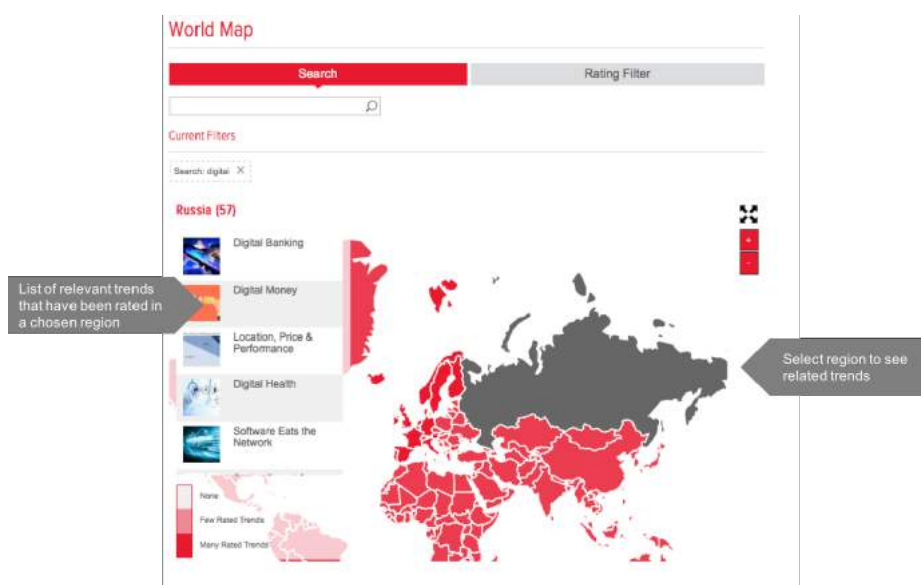 World Map
Search
Rating Filter
Current Filters
Search: digital X
Russia (57)
Digital Banking
Digital Money
Location, Price &
Performance
Digital Health
Software Eats the
Network
None
Few Rated Trends
Many Rated Trends
+
-
List of relevant trends
that have been rated in
a chosen region
Select region to see
related trends